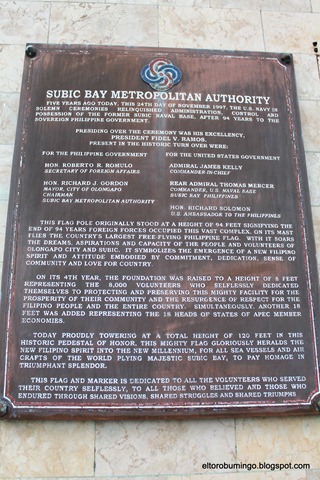 SUBIC BAY METROPOLITAN AUTHORITY
FIVE YEARS AGO TODAY, THIS 24TH DAY OF NOVEMBER 1997, THE U.S. NAVY IN
SOLEMN CEREMONIES RELINQUISHED ADMINISTRATION, CONTROL AND
POSSESSION OF THE FORMER SUBIC NAVAL BASE, AFTER 94 YEARS TO THE
SOVEREIGN PHILIPPINE GOVERNMENT.
PRESIDING OVER THE CEREMONY WAS HIS EXCELLENCY,
PRESIDENT FIDEL V. RAMOS.
PRESENT IN THE HISTORIC TURN OVER WERE:
FOR THE PHILIPPINE GOVERNMENT
HON. ROBERTO R. ROMULO
SECRETARY OF FOREIGN AFFAIRS
HON. RICHARD J. GORDON
MAYOR, CITY OF OLONGAPO
CHAIRMAN
SUBIC BAY METROPOLITAN AUTHORITY
FOR THE UNITED STATES GOVERNMENT
ADMIRAL JAMES KELLY
COMMANDER-IN-CHIEF
REAR ADMIRAL THOMAS MERCER
COMMANDER, U.S. NAVAL BASE
SUBIC BAY PHILIPPINES
HON. RICHARD SOLOMON
U.S. AMBASSADOR TO THE PHILIPPINES
THIS FLAG POLE ORIGINALLY STOOD AT A HEIGHT OF 94 FEET SIGNIFYING THE
END OF 94 YEARS FOREIGN FORCES OCCUPIED THIS VAST COMPLEX. ON ITS MAST
FLIES THE COUNTRY'S LARGEST FREE-FLYING PHILIPPINE FLAG. WITH IT SOARS
THE DREAMS, ASPIRATIONS AND CAPACITY OF THE PEOPLE AND VOLUNTEERS OF
OLONGAPO CITY AND SUBIC. IT SYMBOLIZES THE EMERGENCE OF A NEW FILIPINO
SPIRIT AND ATTITUDE EMBODIED BY COMMITMENT, DEDICATION, SENSE OF
COMMUNITY AND LOVE FOR COUNTRY.
ON ITS 4TH YEAR, THE FOUNDATION WAS RAISED TO A HEIGHT OF 8 FEET
REPRESENTING THE 8,000 VOLUNTEERS WHO SELFLESSLY DEDICATED
THEMSELVES TO PROTECTING AND PRESERVING THIS MIGHTY FACILITY FOR THE
PROSPERITY OF THEIR COMMUNITY AND THE RESURGENCE OF RESPECT FOR THE
FILIPINO PEOPLE AND THE ENTIRE COUNTRY. SIMULTANEOUSLY, ANOTHER 18
FEET WAS ADDED REPRESENTING THE 18 HEADS OF STATES OF APEC MEMBER
ECONOMIES.
TODAY PROUDLY TOWERING AT A TOTAL HEIGHT OF 120 FEET IN THIS
HISTORIC PEDESTAL OF HONOR, THIS MIGHTY FLAG GLORIOUSLY HERALDS THE
NEW FILIPINO SPIRIT INTO THE NEW MILLENNIUM, FOR ALL SEA VESSELS AND AIR
CRAFTS OF THE WORLD PLYING MAJESTIC SUBIC BAY, TO PAY HOMAGE IN
TRIUMPHANT SPLENDOR.
THIS FLAG AND MARKER IS DEDICATED TO ALL THE VOLUNTEERS WHO SERVED
THEIR COUNTRY SELFLESSLY, TO ALL THOSE WHO BELIEVED AND THOSE WHO
ENDURED THROUGH SHARED VISIONS, SHARED STRUGGLES AND SHARED TRIUMPHS
eltorobumingo.blogspot.com